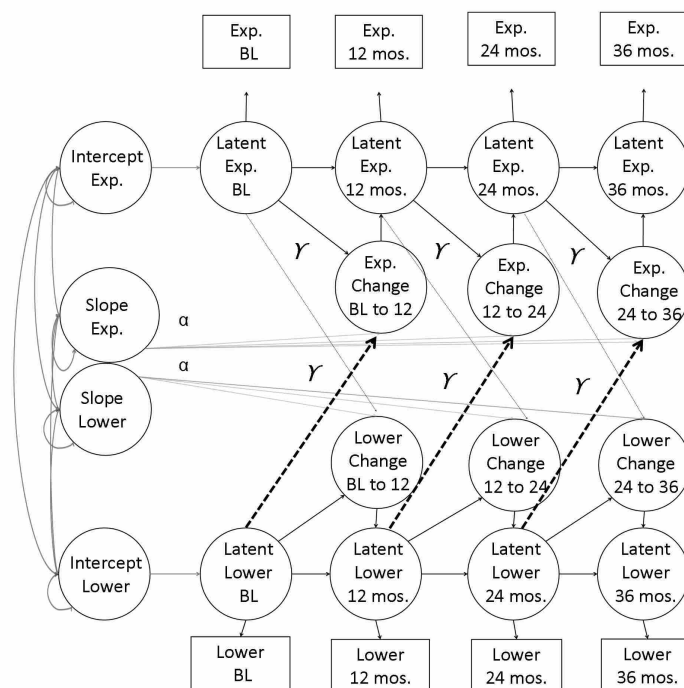 Exp.
BL
Exp.
12 mos.
Exp.
24 mos.
Exp.
36 mos.
Intercept
Exp.
Latent
Exp.
BL
Latent
Exp.
12 mos.
Latent
Exp.
24 mos.
Latent
Exp.
36 mos.
ϒ
ϒ
ϒ
Exp.
Change
BL to 12
Exp.
Change
12 to 24
Exp.
Change
24 to 36
Slope
Exp.
α
α
ϒ
ϒ
ϒ
Slope
Lower
Lower
Change
BL to 12
Lower
Change
12 to 24
Lower
Change
24 to 36
Intercept
Lower
Latent
Lower
BL
Latent
Lower
12 mos.
Latent
Lower
24 mos.
Latent
Lower
36 mos.
Lower
BL
Lower
12 mos.
Lower
24 mos.
Lower
36 mos.